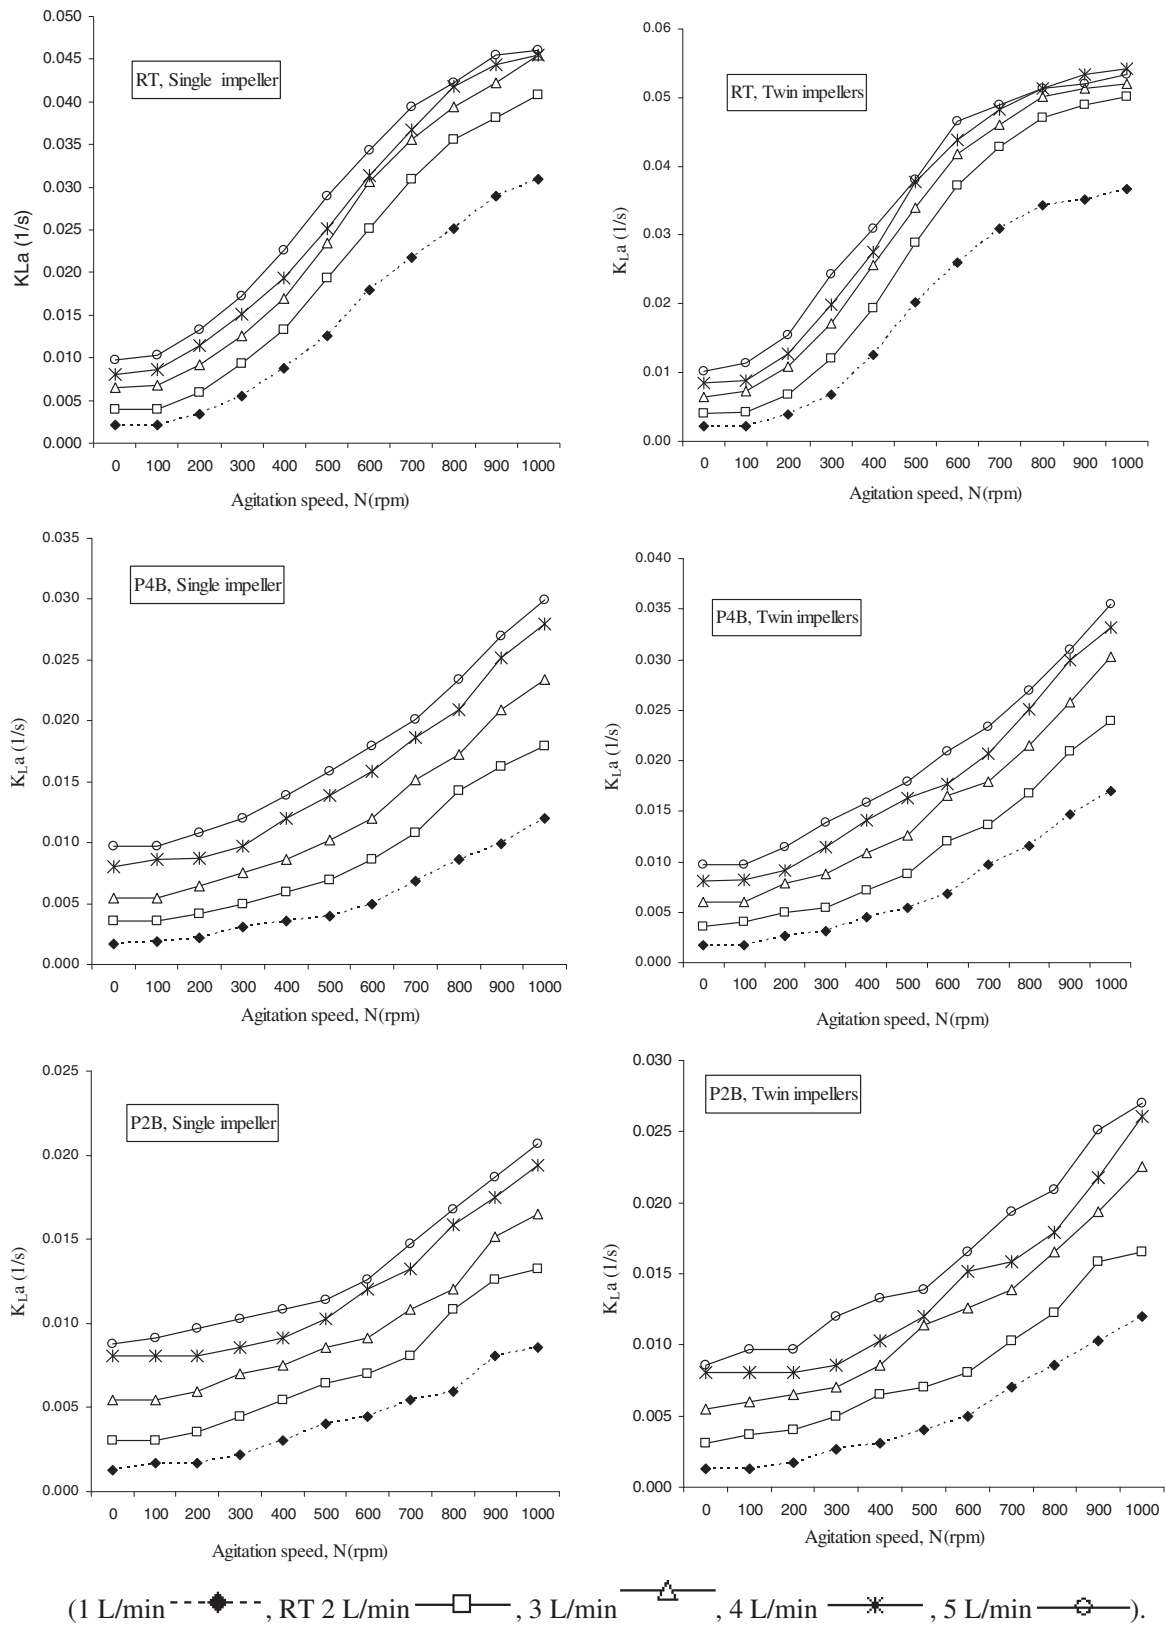 0.050
0.045
0.040
0.035
0.030
0.025
0.020
0.015
0.010
0.005
0.000
KLa (1/s)
RT, Single impeller
0 100 200 300 400 500 600 700 800 900 1000
Agitation speed, N(rpm)
0.06
0.05
0.04
0.03
0.02
0.01
0.00
KLa (1/s)
RT, Twin impellers
0 100 200 300 400 500 600 700 800 900 1000
Agitation speed, N(rpm)
0.035
0.030
0.025
0.020
0.015
0.010
0.005
0.000
KLa (1/s)
P4B, Single impeller
0 100 200 300 400 500 600 700 800 900 1000
Agitation speed, N(rpm)
0.040
0.035
0.030
0.025
0.020
0.015
0.010
0.005
0.000
KLa (1/s)
P4B, Twin impellers
0 100 200 300 400 500 600 700 800 900 1000
Agitation speed, N(rpm)
0.025
0.020
0.015
0.010
0.005
0.000
KLa (1/s)
P2B, Single impeller
0 100 200 300 400 500 600 700 800 900 1000
Agitation speed, N(rpm)
0.030
0.025
0.020
0.015
0.010
0.005
0.000
KLa (1/s)
P2B, Twin impellers
0 100 200 300 400 500 600 700 800 900 1000
Agitation speed, N(rpm)
(1 L/min , RT 2 L/min , 3 L/min , 4 L/min , 5 L/min ).